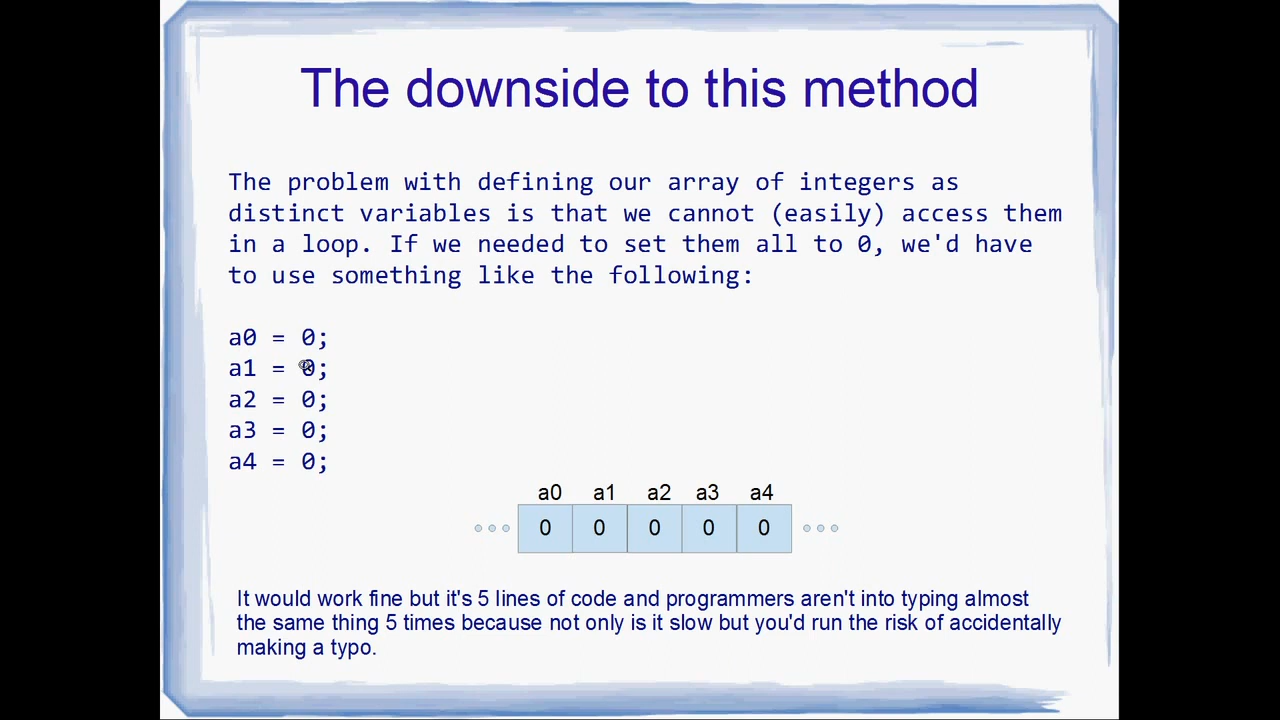 The downside to this method
The problem with defining our array of integers as
distinct variables is that we cannot (easily) access them
in a loop. If we needed to set them all to 0, we'd have
to use something like the following:
a0 = 0;
a1 = 0;
a2 = 0;
a3 = 0;
a4 = 0;
a0 a1 a2 a3 a4
0 0 0 0 0
It would work fine but it's 5 lines of code and programmers aren't into typing almost
the same thing 5 times because not only is it slow but you'd run the risk of accidentally
making a typo.